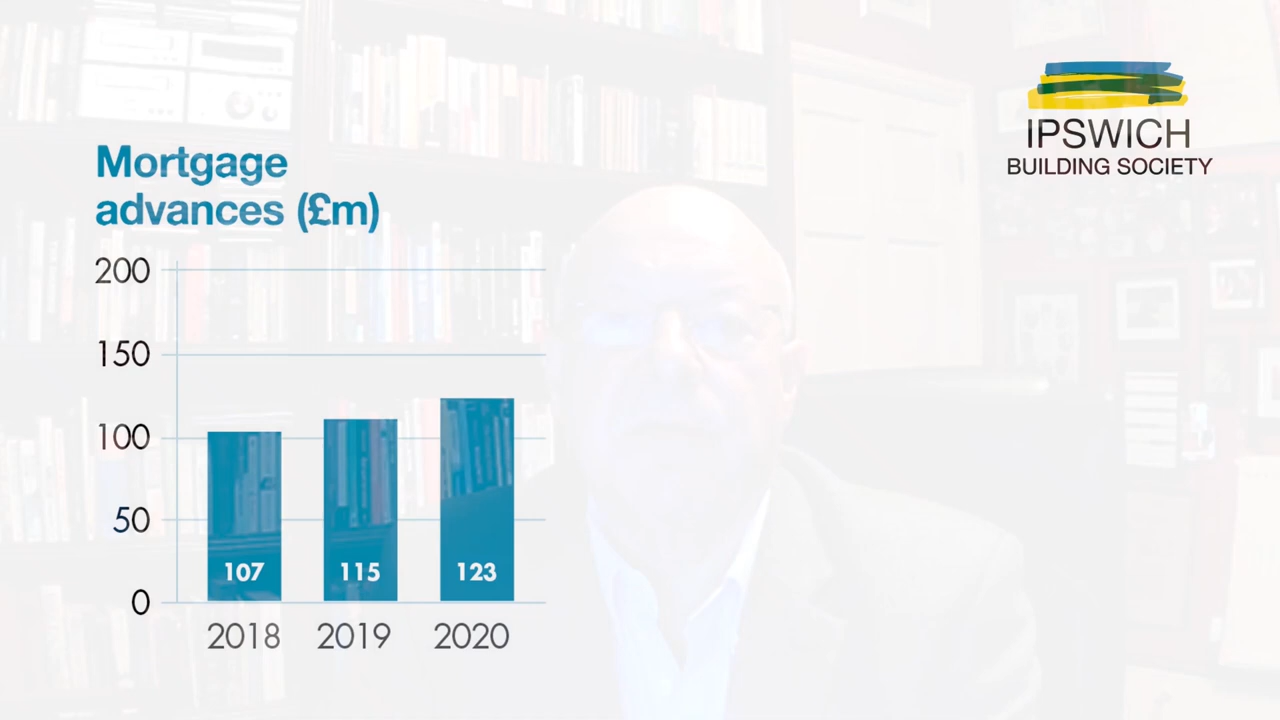 Mortgage
advances (£m)
200
150
100
50
0
107
115
123
2018
2019
2020
IPSWICH
BUILDING SOCIETY